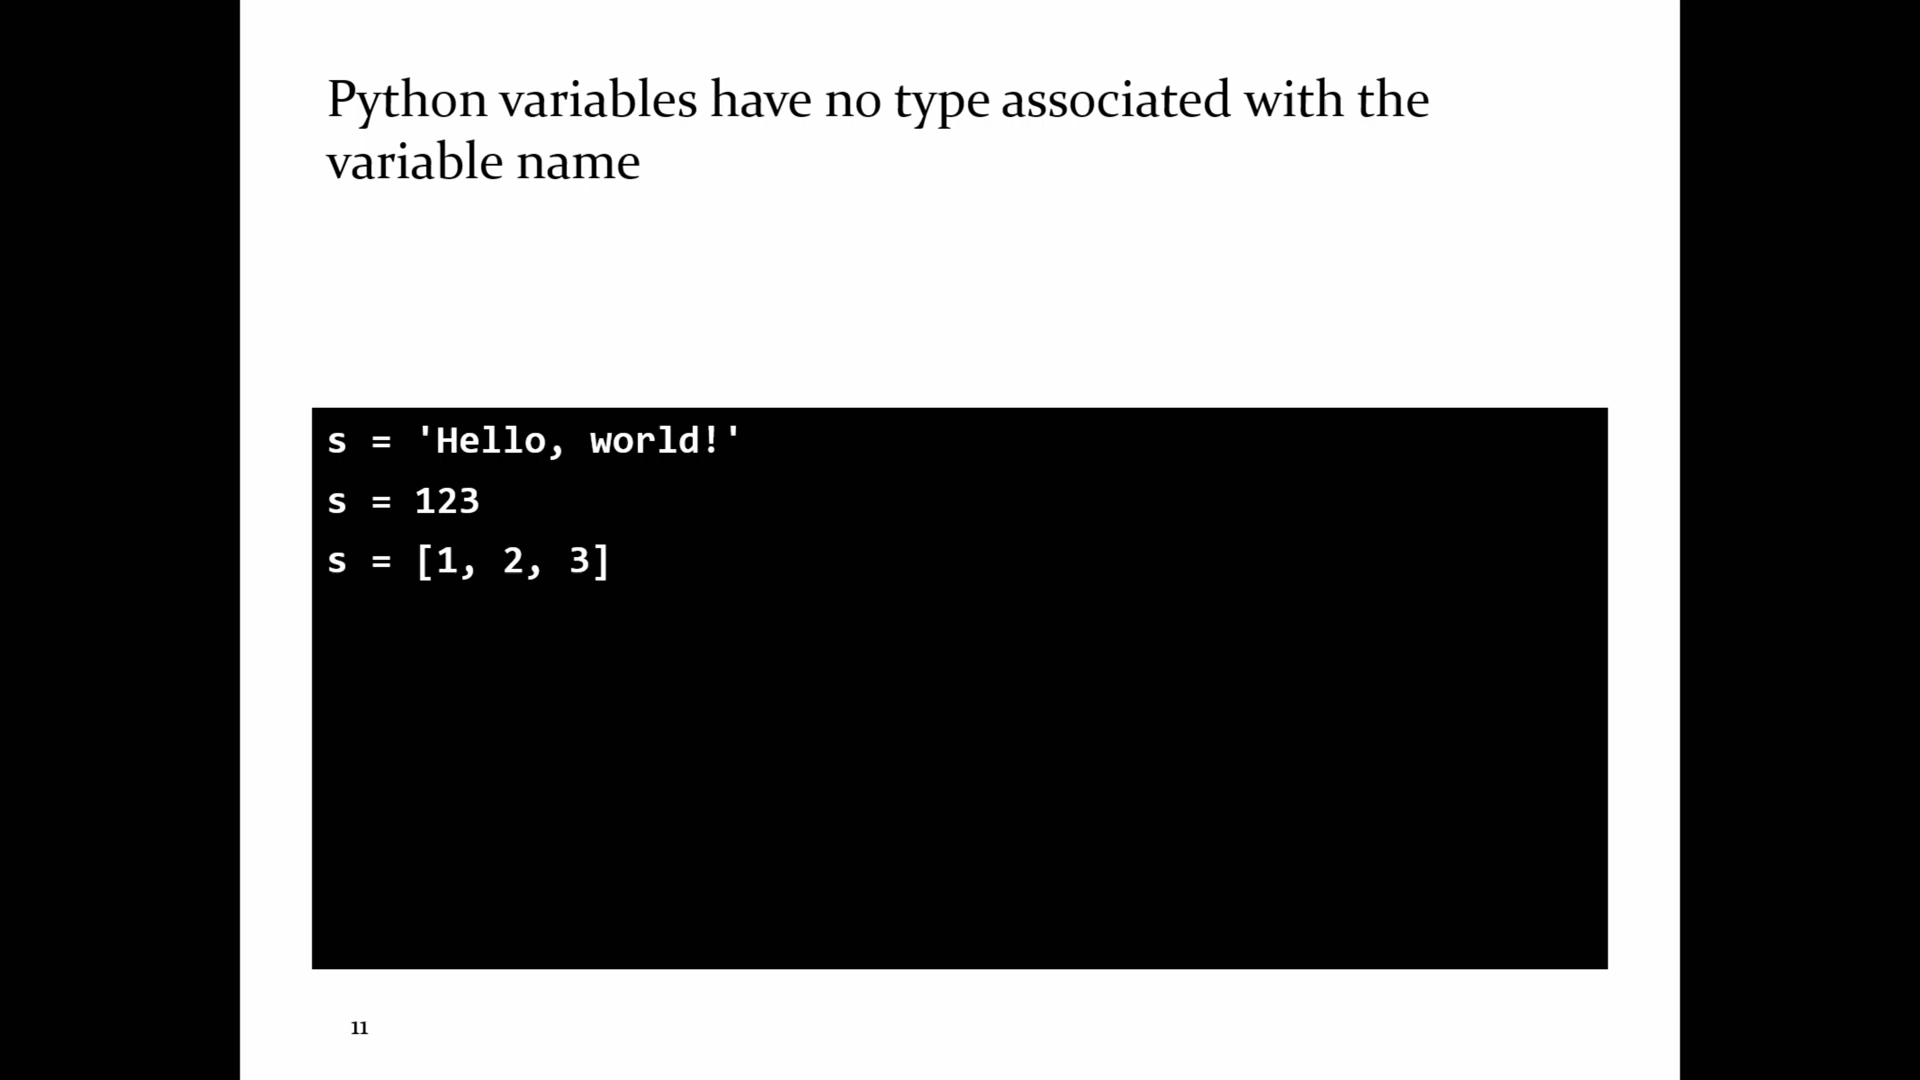 Python variables have no type associated with the
variable name
s = 'Hello, world!'
s = 123
s = [1, 2, 3]
11